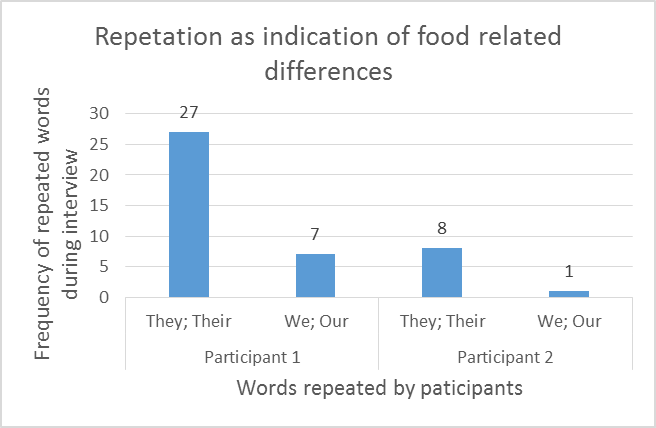 Repetation as indication of food related
differences
Frequency of repeated words
during interview
30
25
20
15
10
5
0
27
7
8
1
They; Their
We; Our
They; Their
We; Our
Participant 1
Participant 2
Words repeated by paticipants